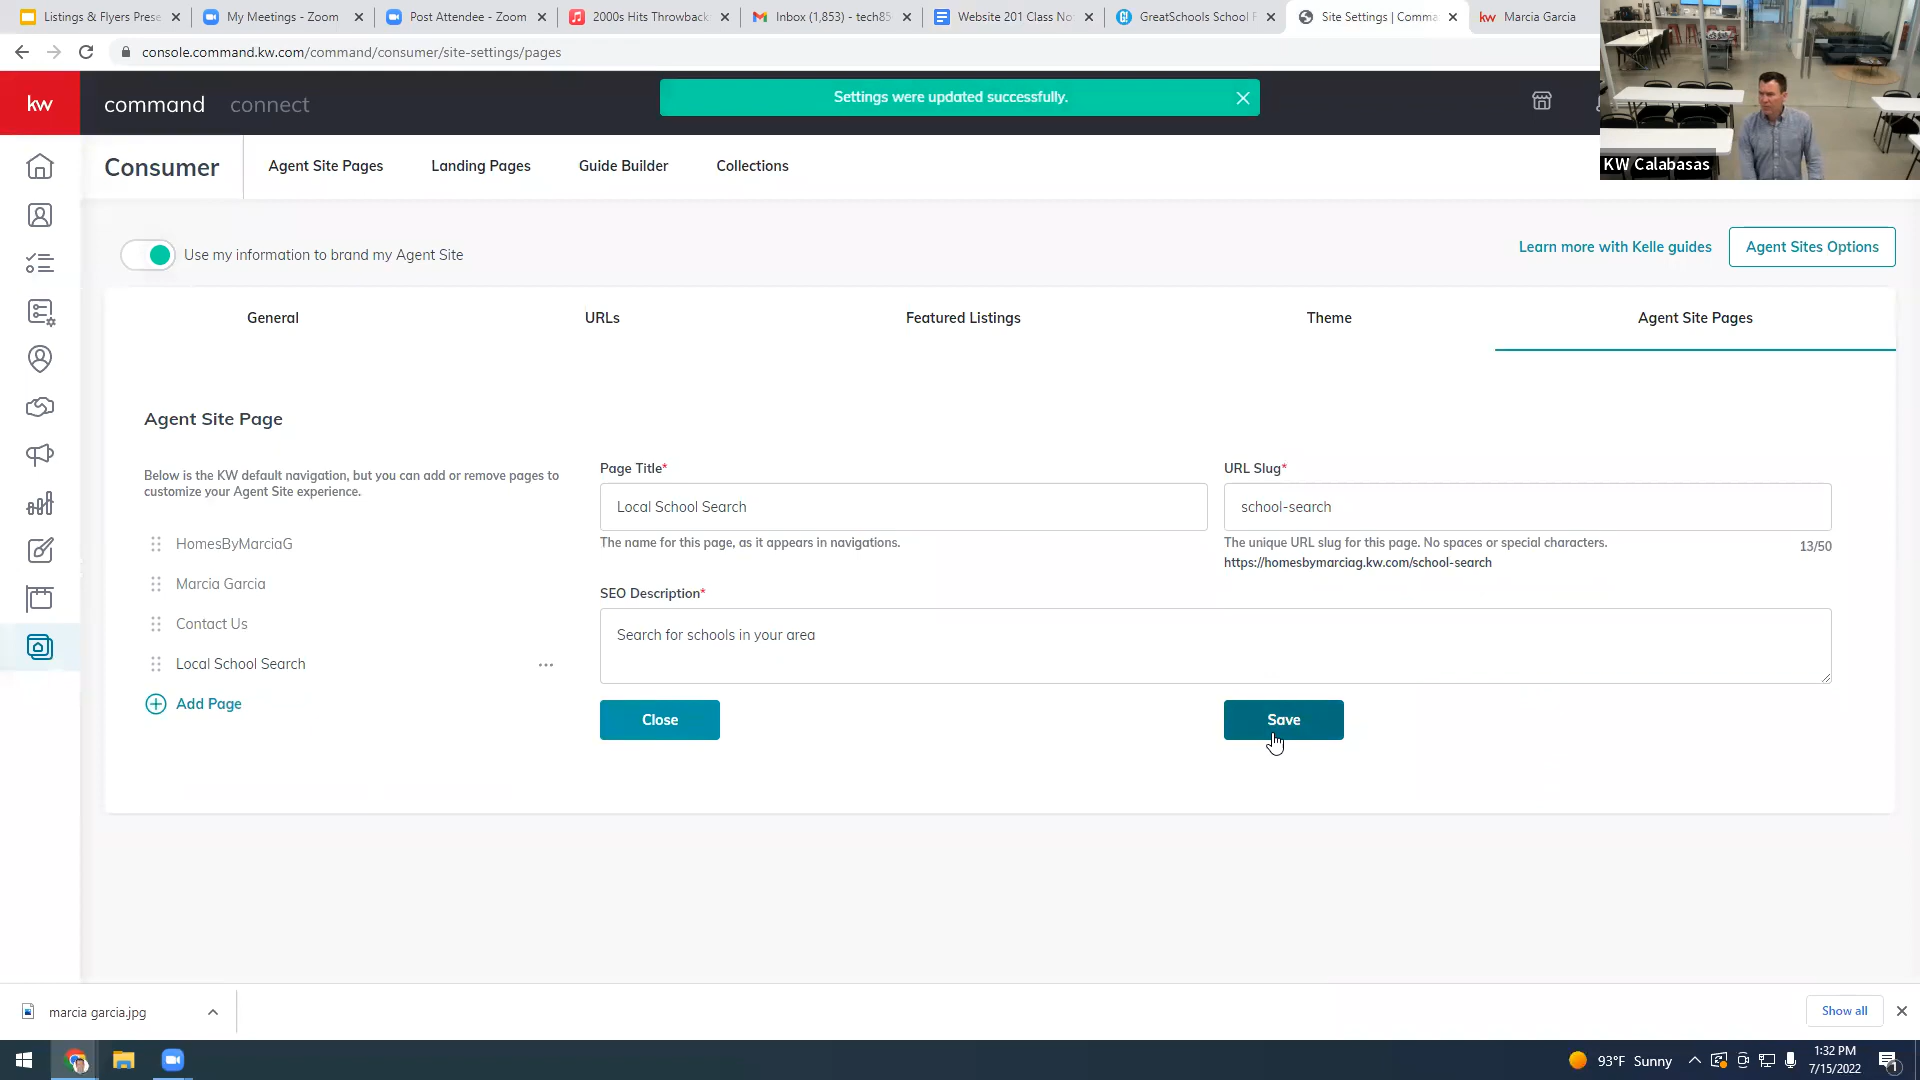 Listings & Flyers Prese
My Meetings - Zoom
Post Attendee - Zoom
2000s Hits Throwback
Inbox (1,853) - tech85
Website 201 Class No
GreatSchools School
Site Settings | Comma
kw Marcia Garcia
console.command.kw.com/command/consumer/site-settings/pages
kw
command
connect
Settings were updated successfully.
KW Calabasas
Consumer
Agent Site Pages
Landing Pages
Guide Builder
Collections
Use my information to brand my Agent Site
Learn more with Kelle guides
Agent Sites Options
General
URLs
Featured Listings
Theme
Agent Site Pages
Agent Site Page
Below is the KW default navigation, but you can add or remove pages to
customize your Agent Site experience.
HomesByMarciaG
Marcia Garcia
Contact Us
Local School Search
Add Page
Page Title*
Local School Search
The name for this page, as it appears in navigations.
URL Slug*
school-search
The unique URL slug for this page. No spaces or special characters.
13/50
https://homesbymarciag.kw.com/school-search
SEO Description*
Search for schools in your area
Close
Save
marcia garcia.jpg
Show all
93°F Sunny
1:32 PM
7/15/2022
1